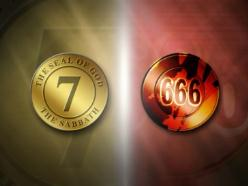 THE SEAL OF GOD
7
THE SABBATH
666